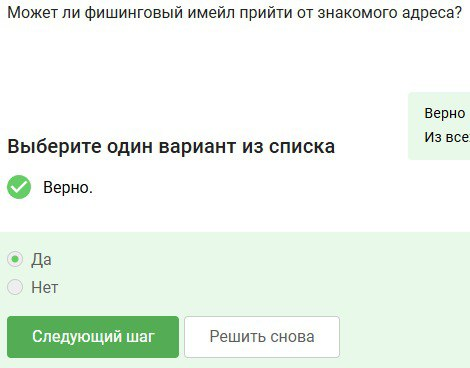 Может ли фишинговый имейл прийти от знакомого адреса?
Верно
Из все
Выберите один вариант из списка
Верно.
Да
Нет
Следующий шаг
Решить снова